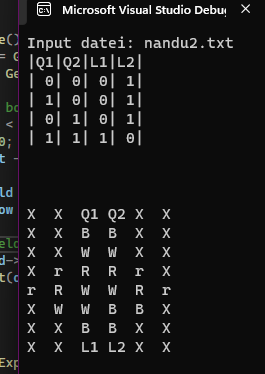 Microsoft Visual Studio Debu
Input datei: nandu2.txt
|Q1|Q2|L1|L2|
| 0| 0| 0| 1|
| 1| 0| 0| 1|
| 0| 1| 0| 1|
| 1| 1| 1| 0|
X X Q1 Q2 X X
X X B B X X
X X W W X X
X r R R r X
r R W W R r
X W W B B X
X X B B X X
X X L1 L2 X X